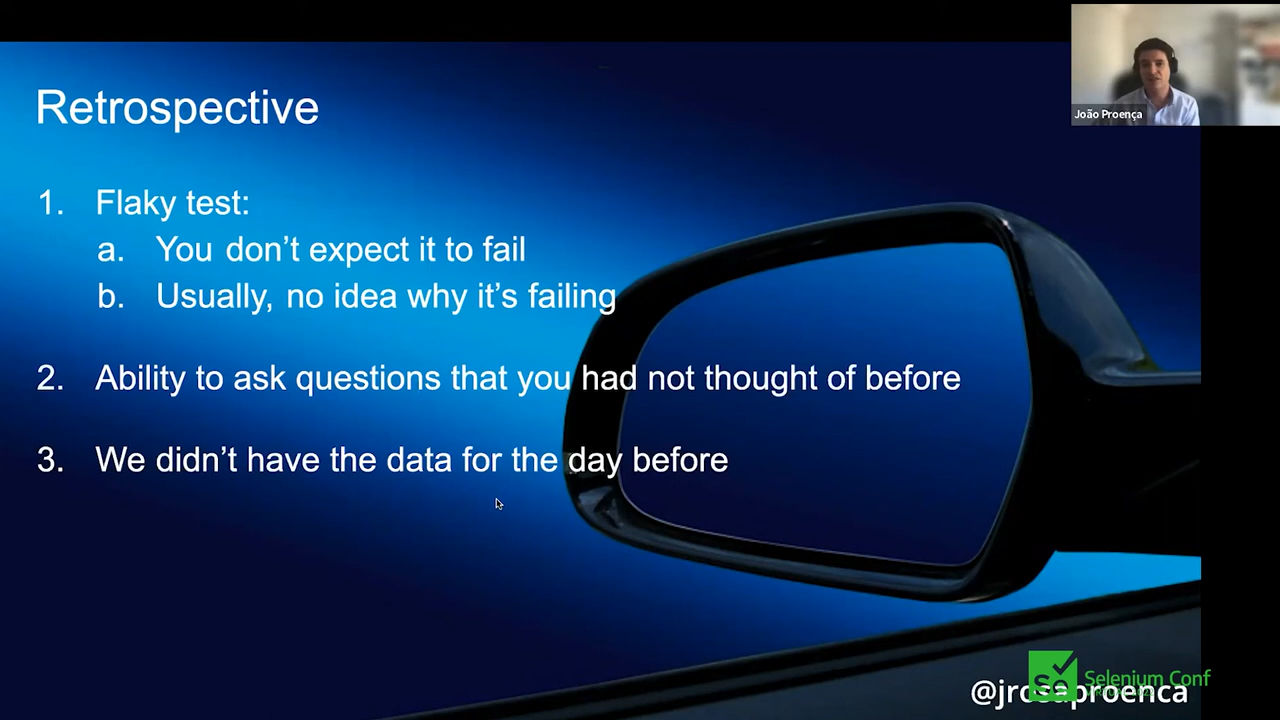 João Proença
Retrospective
1. Flaky test:
a. You don’t expect it to fail
b. Usually, no idea why it’s failing
2. Ability to ask questions that you had not thought of before
3. We didn’t have the data for the day before
Se
Selenium Conf
@jrosaproenca